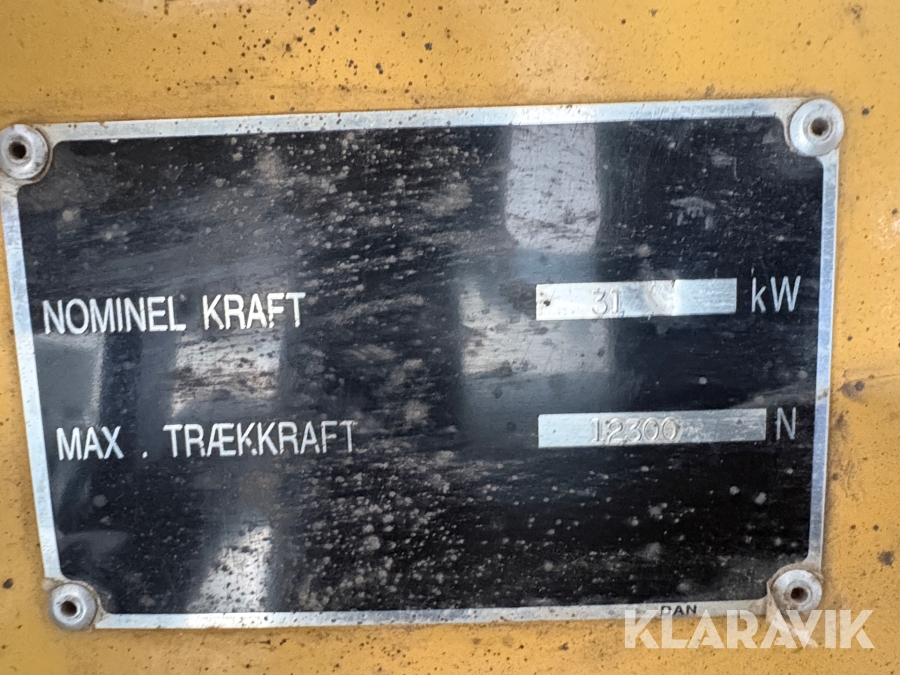 NOMINEL KRAFT 31 kW
MAX . TRÆKKRAFT 12300 N
DAN
KLARAVIK